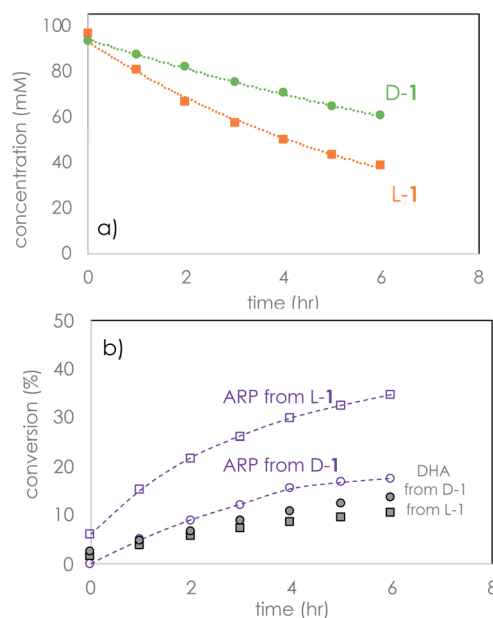 100
80
60
40
20
0
concentration (mM)
D-1
L-1
a)
0 2 4 6 8
time (hr)
50
40
30
20
10
0
conversion (%)
b)
ARP from L-1
ARP from D-1
DHA
from D-1
from L-1
0 2 4 6 8
time (hr)